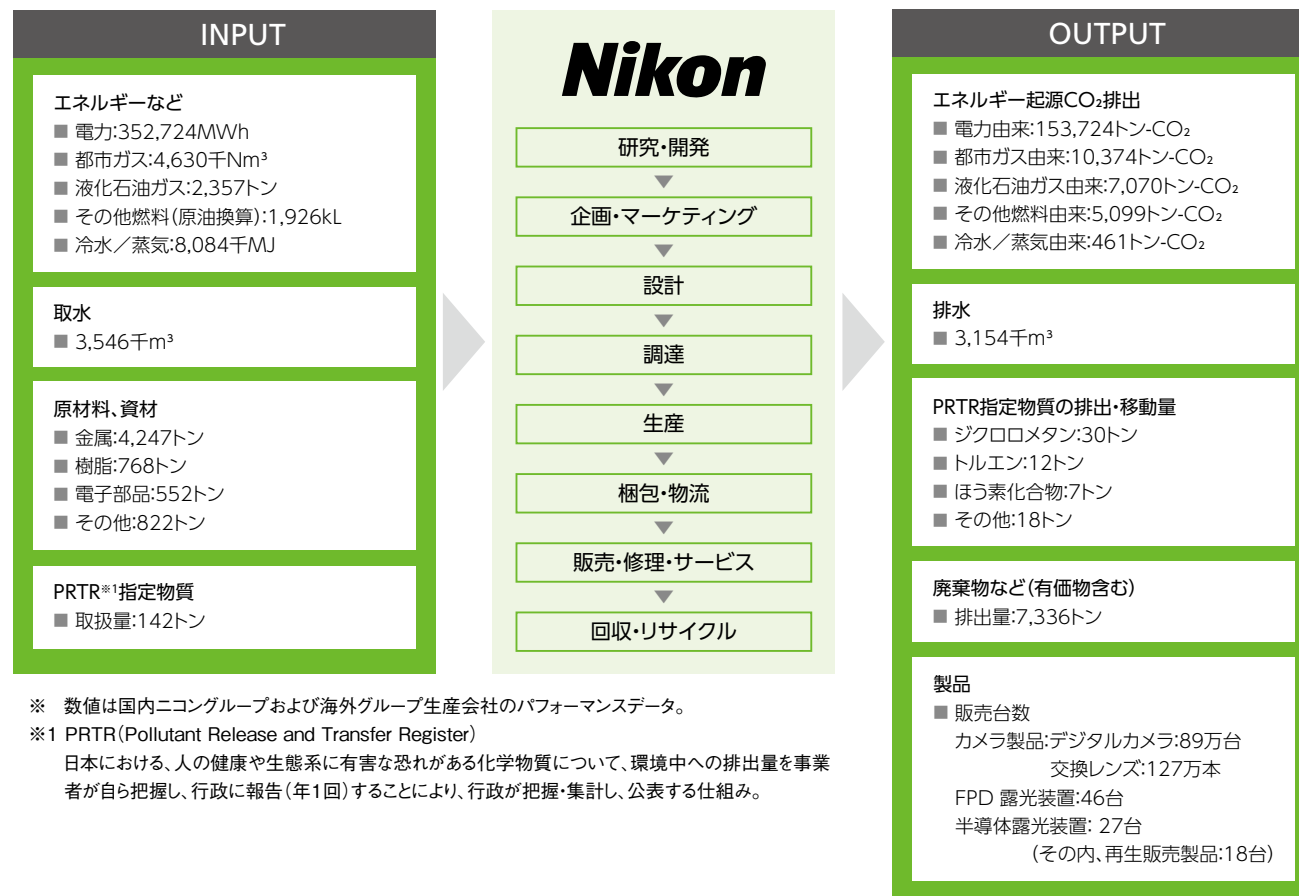 INPUT
エネルギーなど
■ 電力:352,724MWh
■ 都市ガス:4,630千Nm³
■ 液化石油ガス:2,357トン
■ その他燃料(原油換算):1,926kL
■ 冷水／蒸気:8,084千MJ
取水
■ 3,546千m³
原材料、資材
■ 金属:4,247トン
■ 樹脂:768トン
■ 電子部品:552トン
■ その他:822トン
PRTR※1指定物質
■ 取扱量:142トン
Nikon
研究・開発
企画・マーケティング
設計
調達
生産
梱包・物流
販売・修理・サービス
回収・リサイクル
OUTPUT
エネルギー起源CO₂排出
■ 電力由来:153,724トン-CO₂
■ 都市ガス由来:10,374トン-CO₂
■ 液化石油ガス由来:7,070トン-CO₂
■ その他燃料由来:5,099トン-CO₂
■ 冷水／蒸気由来:461トン-CO₂
排水
■ 3,154千m³
PRTR指定物質の排出・移動量
■ ジクロロメタン:30トン
■ トルエン:12トン
■ ほう素化合物:7トン
■ その他:18トン
廃棄物など(有価物含む)
■ 排出量:7,336トン
製品
■ 販売台数
カメラ製品:デジタルカメラ:89万台
交換レンズ:127万本
FPD 露光装置:46台
半導体露光装置: 27台
(その内、再生販売製品:18台)
※ 数値は国内ニコングループおよび海外グループ生産会社のパフォーマンスデータ。
※1 PRTR(Pollutant Release and Transfer Register)
日本における、人の健康や生態系に有害な恐れがある化学物質について、環境中への排出量を事業
者が自ら把握し、行政に報告(年1回)することにより、行政が把握・集計し、公表する仕組み。